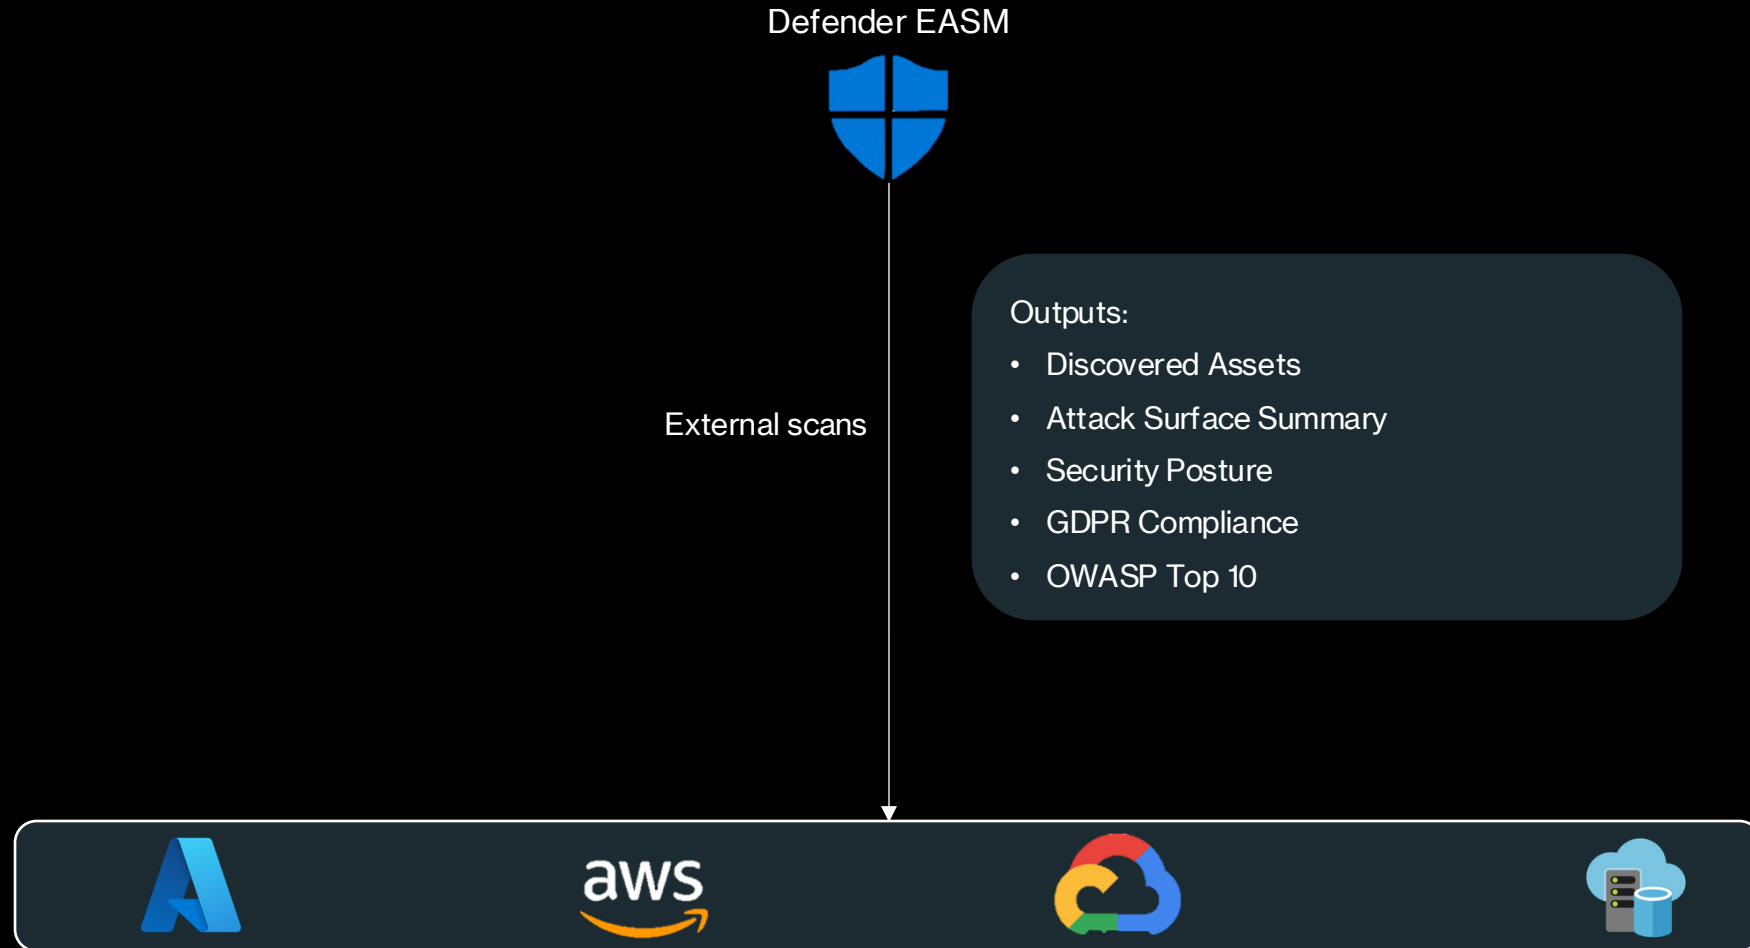 Defender EASM
Outputs:
• Discovered Assets
• Attack Surface Summary
External scans
• Security Posture
• GDPR Compliance
• OWASP Top 10
aws